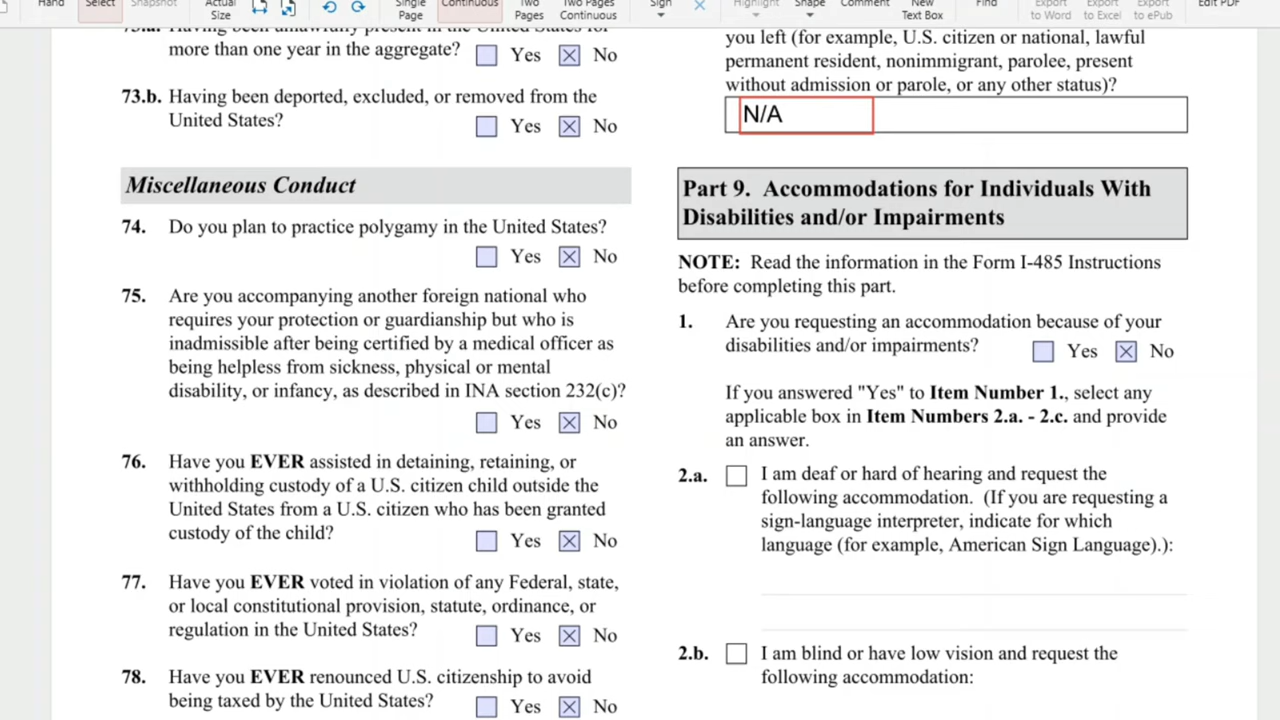 Hand
Select
Snapshot
Actual
Size
Single
Page
Continuous
Two
Pages
Two Pages
Continuous
Sign
Highlight
Shape
Comment
New
Text Box
Find
Export
to Word
Export
to Excel
Export
to ePub
Edit PDF
73.a. Having been unlawfully present in the United States for
more than one year in the aggregate? Yes No
73.b. Having been deported, excluded, or removed from the
United States? Yes No
Miscellaneous Conduct
74. Do you plan to practice polygamy in the United States?
Yes No
75. Are you accompanying another foreign national who
requires your protection or guardianship but who is
inadmissible after being certified by a medical officer as
being helpless from sickness, physical or mental
disability, or infancy, as described in INA section 232(c)?
Yes No
76. Have you EVER assisted in detaining, retaining, or
withholding custody of a U.S. citizen child outside the
United States from a U.S. citizen who has been granted
custody of the child? Yes No
77. Have you EVER voted in violation of any Federal, state,
or local constitutional provision, statute, ordinance, or
regulation in the United States? Yes No
78. Have you EVER renounced U.S. citizenship to avoid
being taxed by the United States? Yes No
you left (for example, U.S. citizen or national, lawful
permanent resident, nonimmigrant, parolee, present
without admission or parole, or any other status)?
N/A
Part 9. Accommodations for Individuals With
Disabilities and/or Impairments
NOTE: Read the information in the Form I-485 Instructions
before completing this part.
1. Are you requesting an accommodation because of your
disabilities and/or impairments? Yes No
If you answered "Yes" to Item Number 1., select any
applicable box in Item Numbers 2.a. - 2.c. and provide
an answer.
2.a. I am deaf or hard of hearing and request the
following accommodation. (If you are requesting a
sign-language interpreter, indicate for which
language (for example, American Sign Language).):
2.b. I am blind or have low vision and request the
following accommodation: